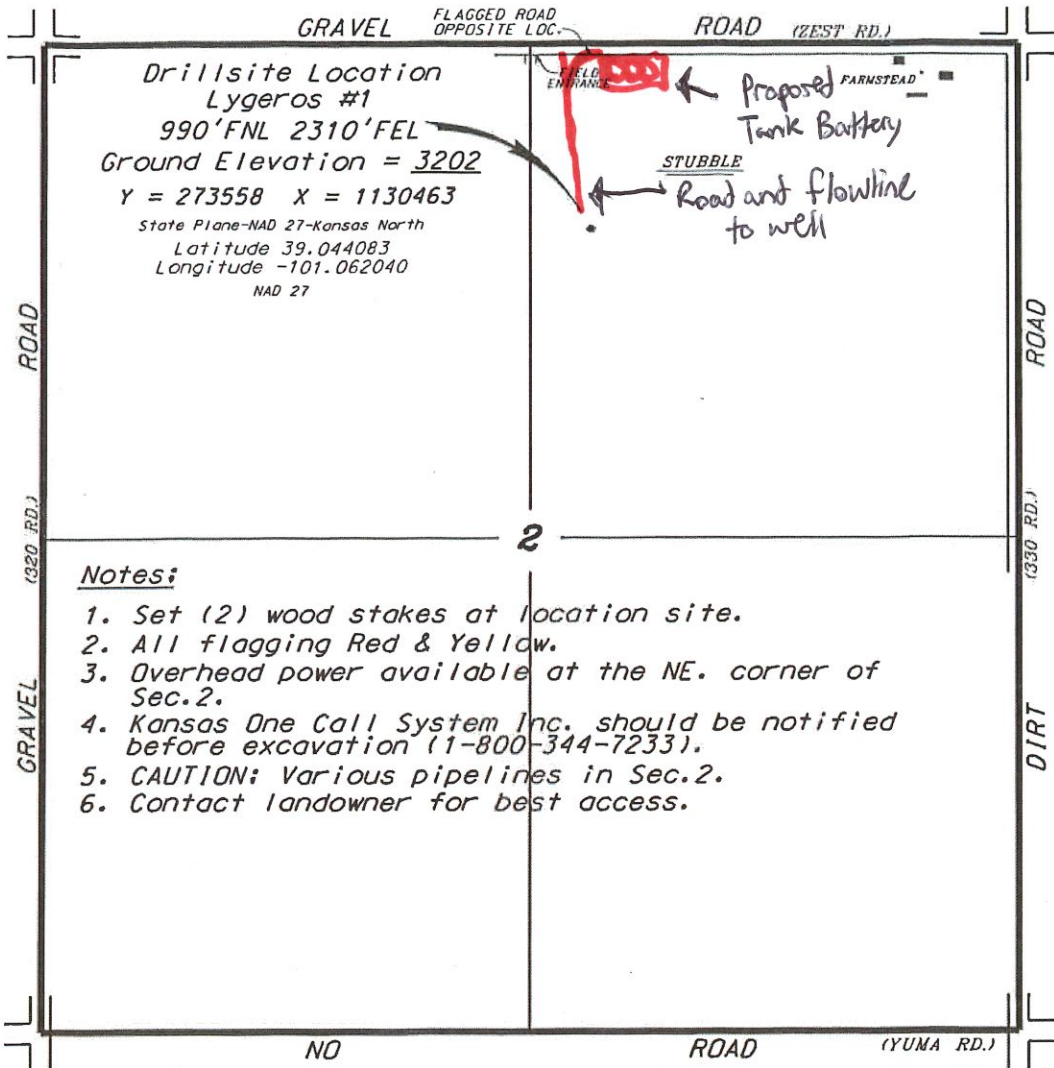 GRAVEL
FLAGGED ROAD
OPPOSITE LOC.
ROAD
(ZEST RD.)
Drillsite Location
Lygeros #1
990'FNL 2310'FEL
Ground Elevation = 3202
Y = 273558 X = 1130463
State Plane-NAD 27-Kansas North
Latitude 39.044083
Longitude -101.062040
NAD 27
FIELD
ENTRANCE
Proposed
Tank Battery
FARMSTEAD
STUBBLE
Road and flowline
to well
ROAD
(320 RD.)
GRAVEL
ROAD
(330 RD.)
DIRT
2
Notes:
1. Set (2) wood stakes at location site.
2. All flagging Red & Yellow.
3. Overhead power available at the NE. corner of
Sec.2.
4. Kansas One Call System Inc. should be notified
before excavation (1-800-344-7233).
5. CAUTION: Various pipelines in Sec.2.
6. Contact landowner for best access.
NO
ROAD
(YUMA RD.)